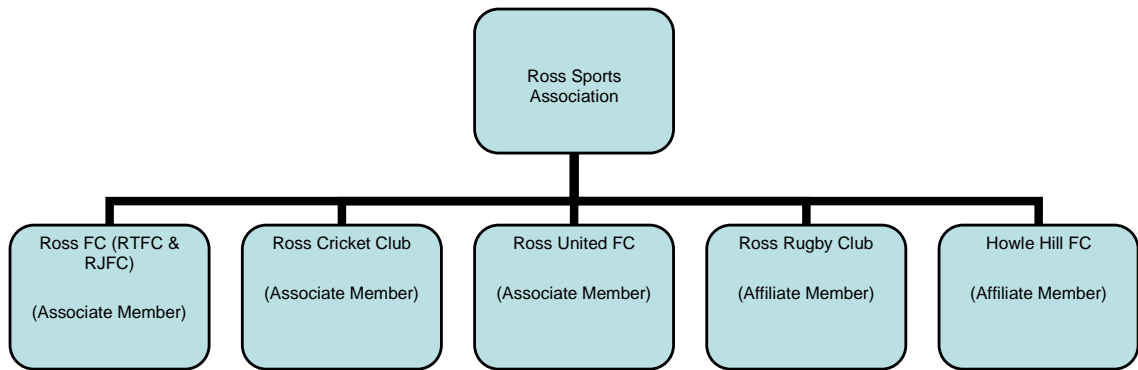 Ross Sports
Association
Ross FC (RTFC &
RJFC)
(Associate Member)
Ross Cricket Club
(Associate Member)
Ross United FC
(Associate Member)
Ross Rugby Club
(Affiliate Member)
Howle Hill FC
(Affiliate Member)